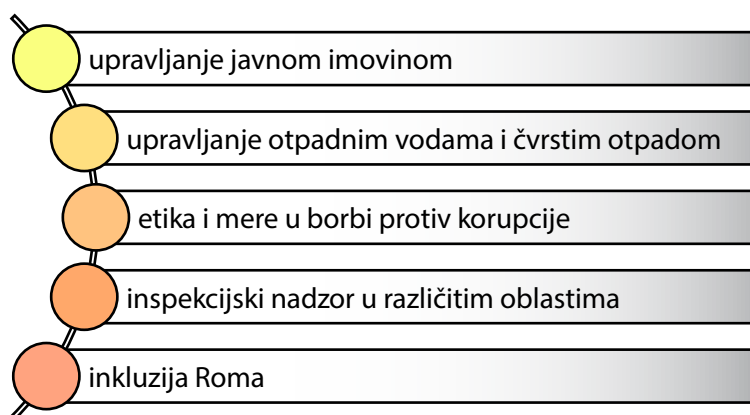 upravljanje javnom imovinom
upravljanje otpadnim vodama i čvrstim otpadom
etika i mere u borbi protiv korupcije
inspekcijski nadzor u različitim oblastima
inkluzija Roma